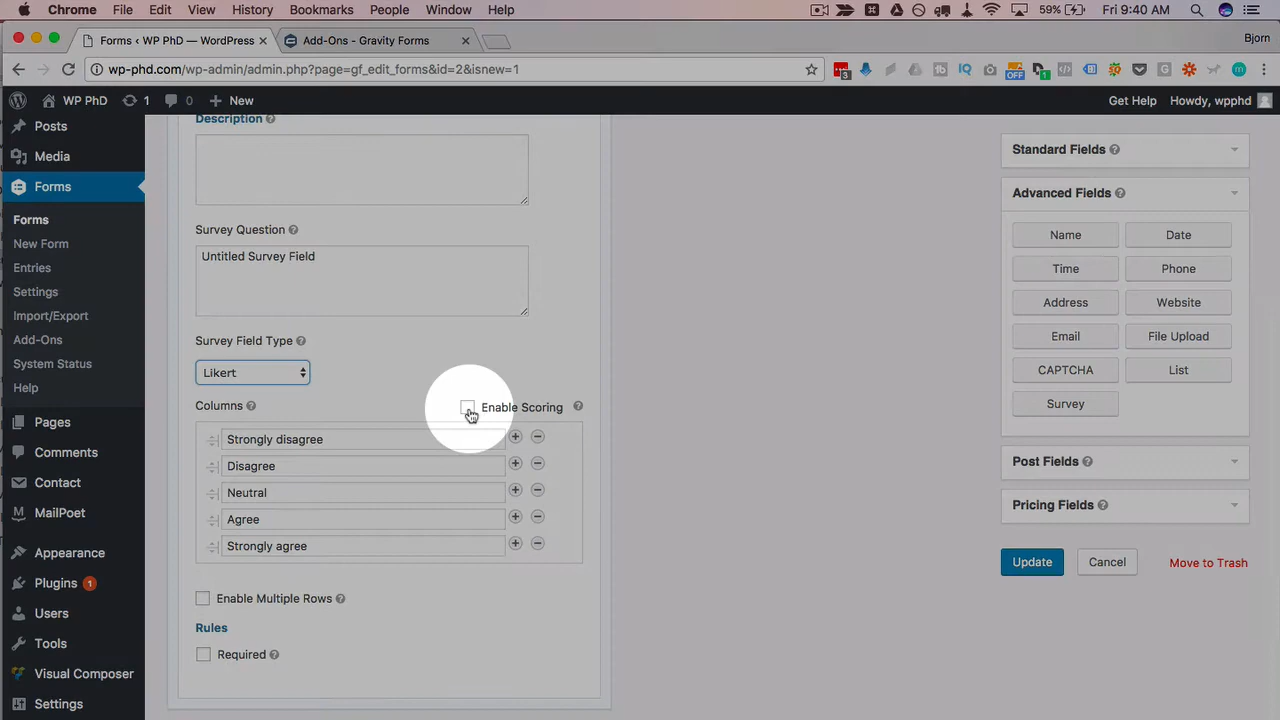 Chrome File Edit View History Bookmarks People Window Help 59% Fri 9:40 AM
Forms ‹ WP PhD — WordPress Add-Ons - Gravity Forms Bjorn
wp-phd.com/wp-admin/admin.php?page=gf_edit_forms&id=2&isnew=1 3 OFF 1
WP PhD 1 0 New Get Help Howdy, wpphd
Posts
Media
Forms
Forms
New Form
Entries
Settings
Import/Export
Add-Ons
System Status
Help
Pages
Comments
Contact
MailPoet
Appearance
Plugins 1
Users
Tools
Visual Composer
Settings
Description
Survey Question
Untitled Survey Field
Survey Field Type
Likert
Columns Enable Scoring
Strongly disagree
Disagree
Neutral
Agree
Strongly agree
Enable Multiple Rows
Rules
Required
Standard Fields
Advanced Fields
Name Date
Time Phone
Address Website
Email File Upload
CAPTCHA List
Survey
Post Fields
Pricing Fields
Update Cancel Move to Trash